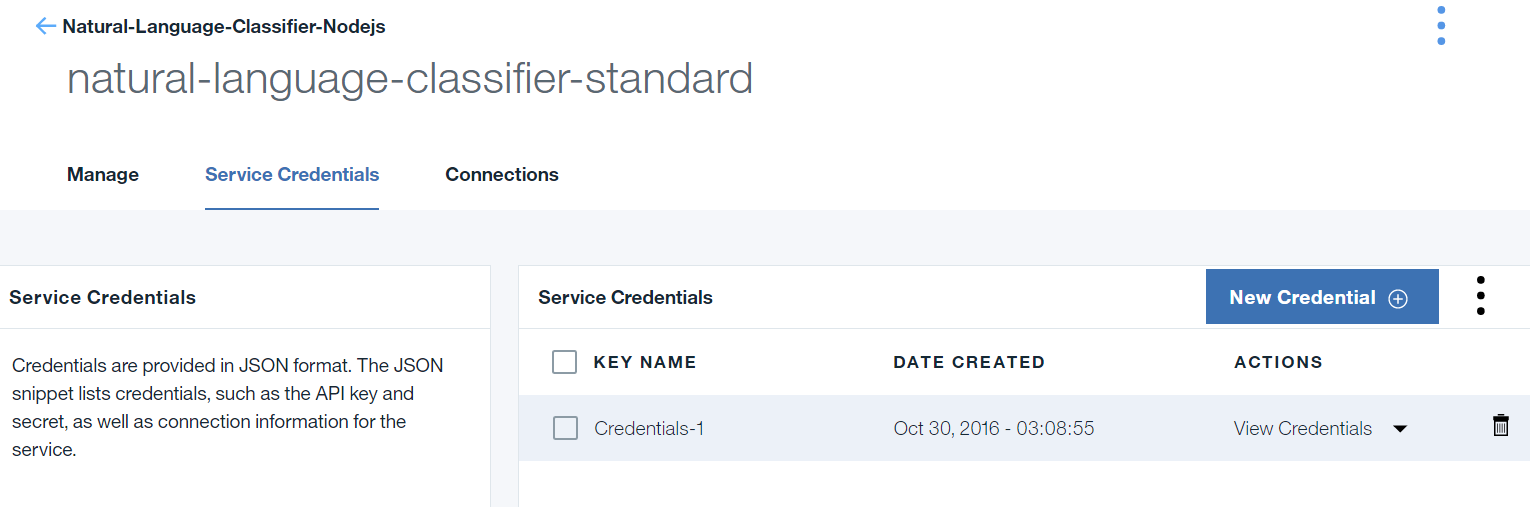 Natural-Language-Classifier-Nodejs
natural-language-classifier-standard
Manage Service Credentials Connections
Service Credentials
Credentials are provided in JSON format. The JSON
snippet lists credentials, such as the API key and
secret, as well as connection information for the
service.
Service Credentials New Credential
KEY NAME DATE CREATED ACTIONS
Credentials-1 Oct 30, 2016 - 03:08:55 View Credentials